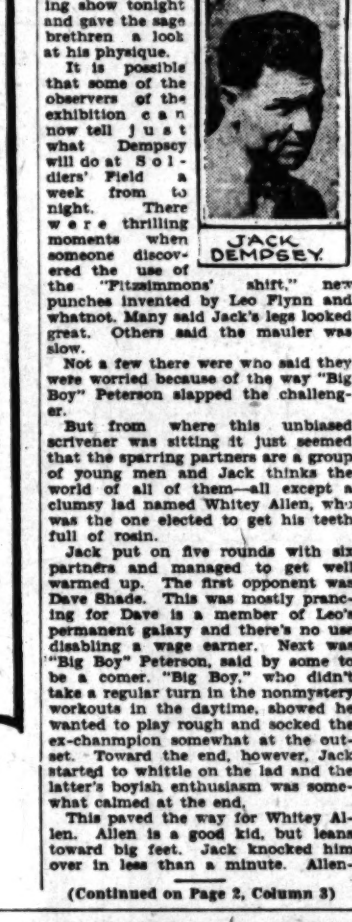 ing show tonight
and gave the sage
brethren a look
at his physique.
It is possible
that some of the
observers of the
exhibition can
now tell just
what Dempsey
will do at Sol-
diers' Field a
week from to
night. There
were thrilling
moments when
someone discov-
ered the use of
the "Fitzsimmons' shift," new
punches invented by Leo Flynn and
whatnot. Many said Jack's legs looked
great. Others said the mauler was
slow.
Not a few there were who said they
were worried because of the way "Big
Boy" Peterson slapped the challeng-
er.
But from where this unbiased
scrivener was sitting it just seemed
that the sparring partners are a group
of young men and Jack thinks the
world of all of them—all except a
clumsy lad named Whitey Allen, who
was the one elected to get his teeth
full of rosin.
Jack put on five rounds with six
partners and managed to get well
warmed up. The first opponent was
Dave Shade. This was mostly pranc-
ing for Dave is a member of Leo's
permanent galaxy and there's no use
disabling a wage earner. Next was
"Big Boy" Peterson, said by some to
be a comer. "Big Boy," who didn't
take a regular turn in the nonmystery
workouts in the daytime, showed he
wanted to play rough and socked the
ex-chanmpion somewhat at the out-
set. Toward the end, however, Jack
started to whittle on the lad and the
latter's boyish enthusiasm was some-
what calmed at the end.
This paved the way for Whitey Al-
len. Allen is a good kid, but leans
toward big feet. Jack knocked him
over in less than a minute. Allen-
(Continued on Page 2, Column 3)
JACK
DEMPSEY.